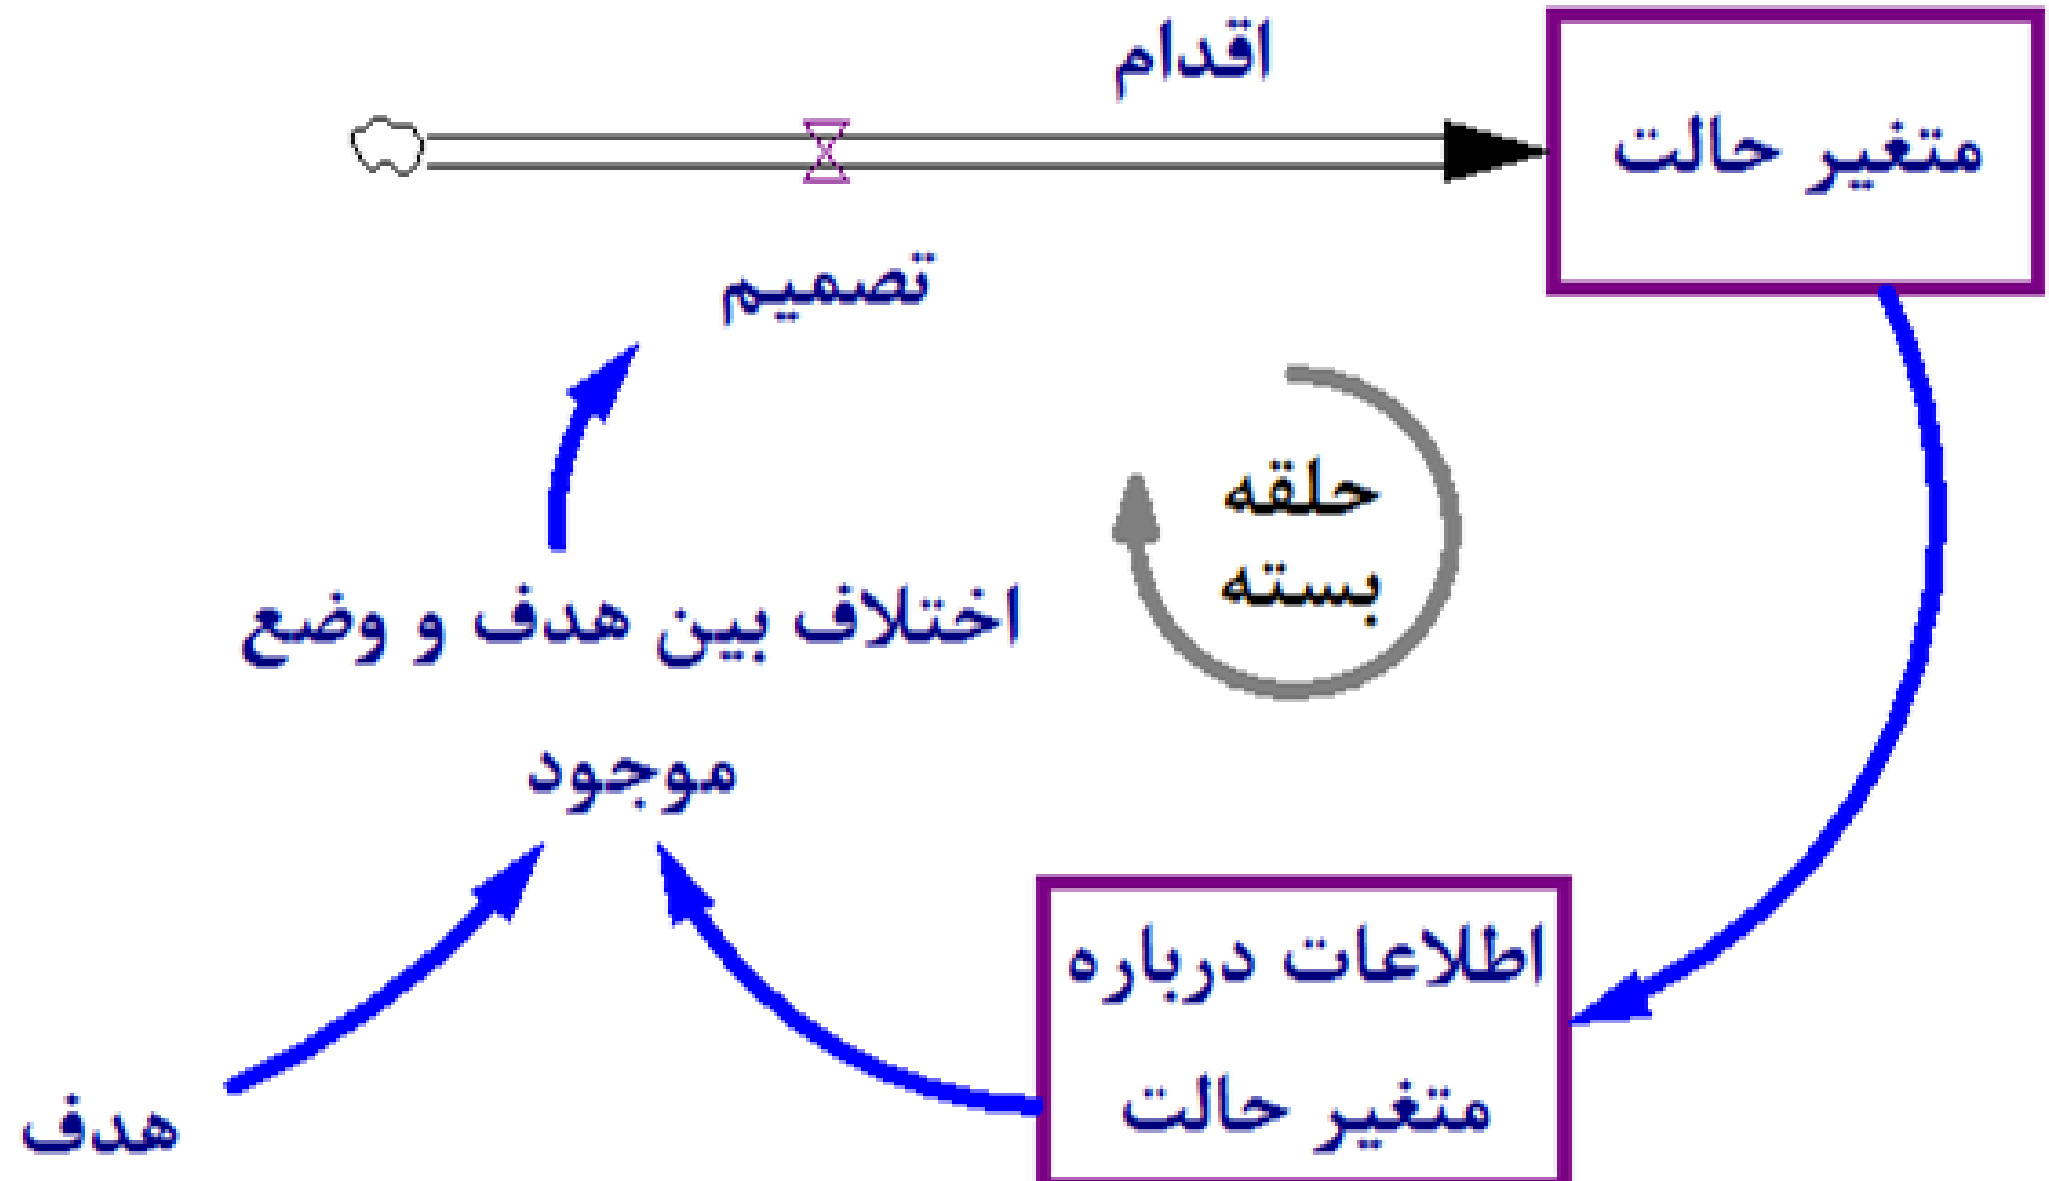 اقدام
متغیر حالت
تصمیم
حلقه
بسته
اختلاف بین هدف و وضع
موجود
اطلاعات درباره
متغیر حالت
هدف